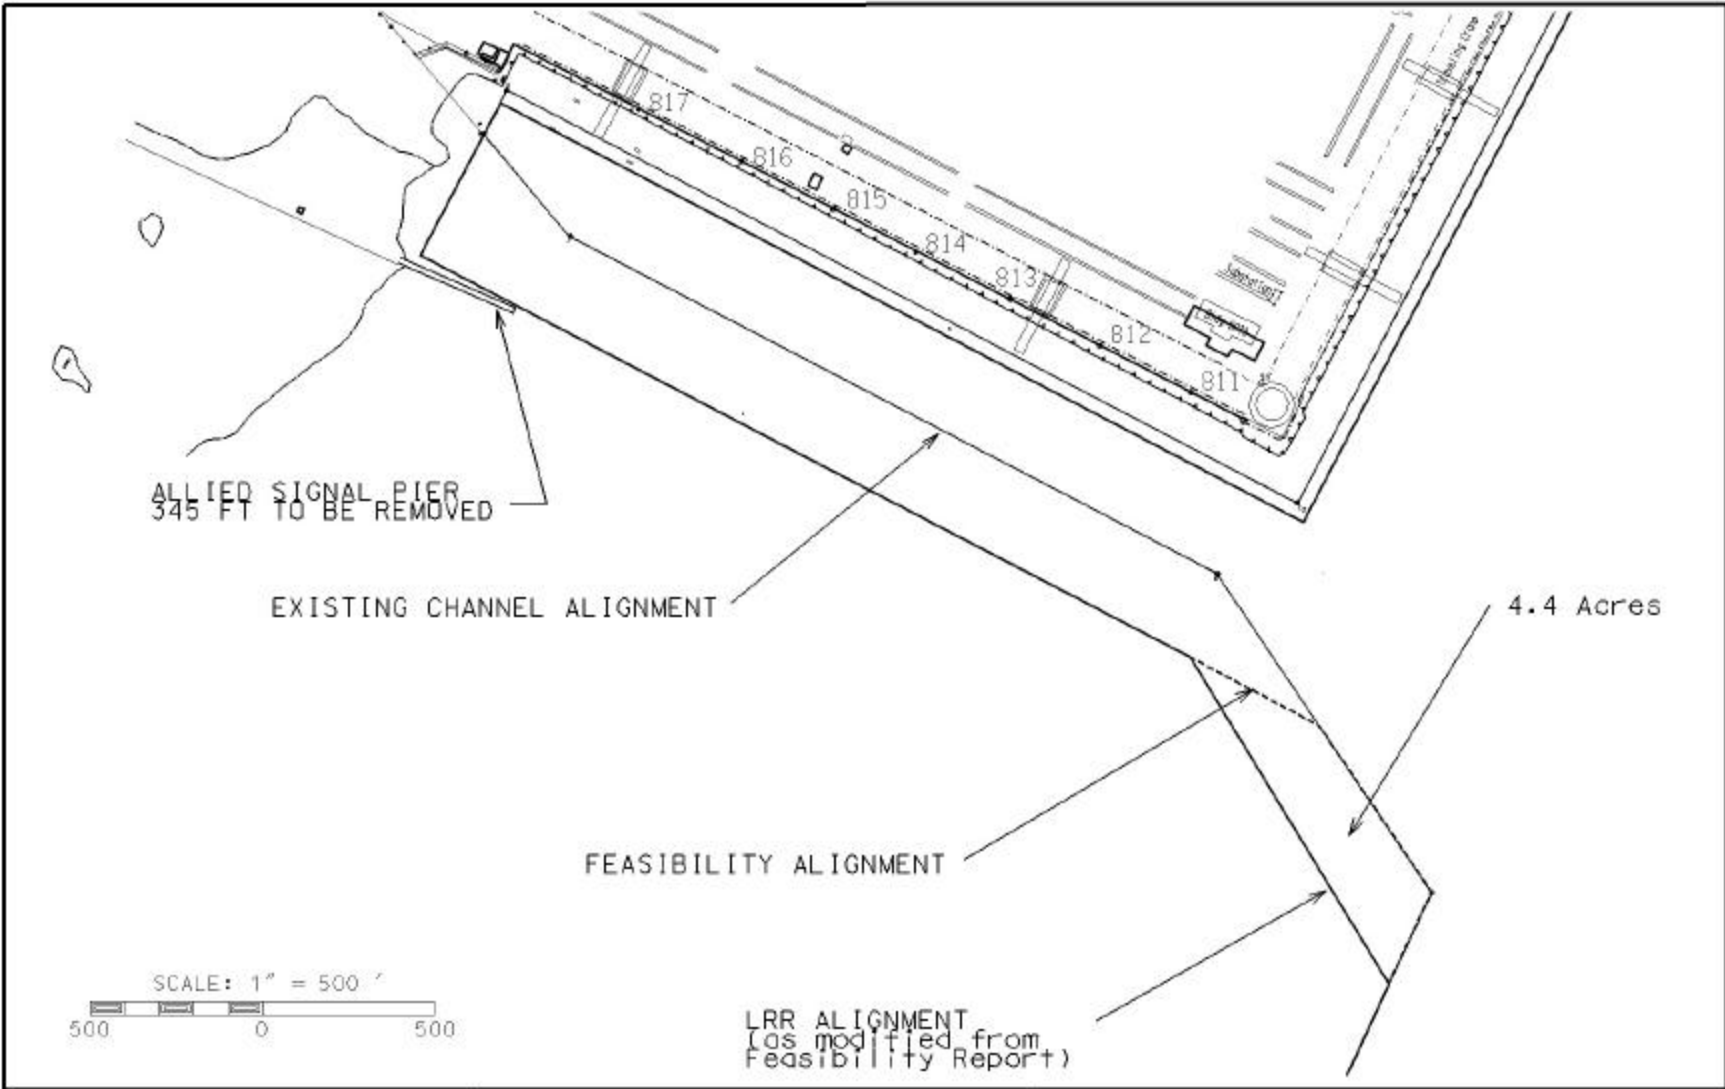 817
816
815
814
813
812
811
ALLIED SIGNAL PIER
345 FT TO BE REMOVED
EXISTING CHANNEL ALIGNMENT
4.4 Acres
FEASIBILITY ALIGNMENT
SCALE: 1" = 500 '
500 0 500
LRR ALIGNMENT
(as modified from
Feasibility Report)